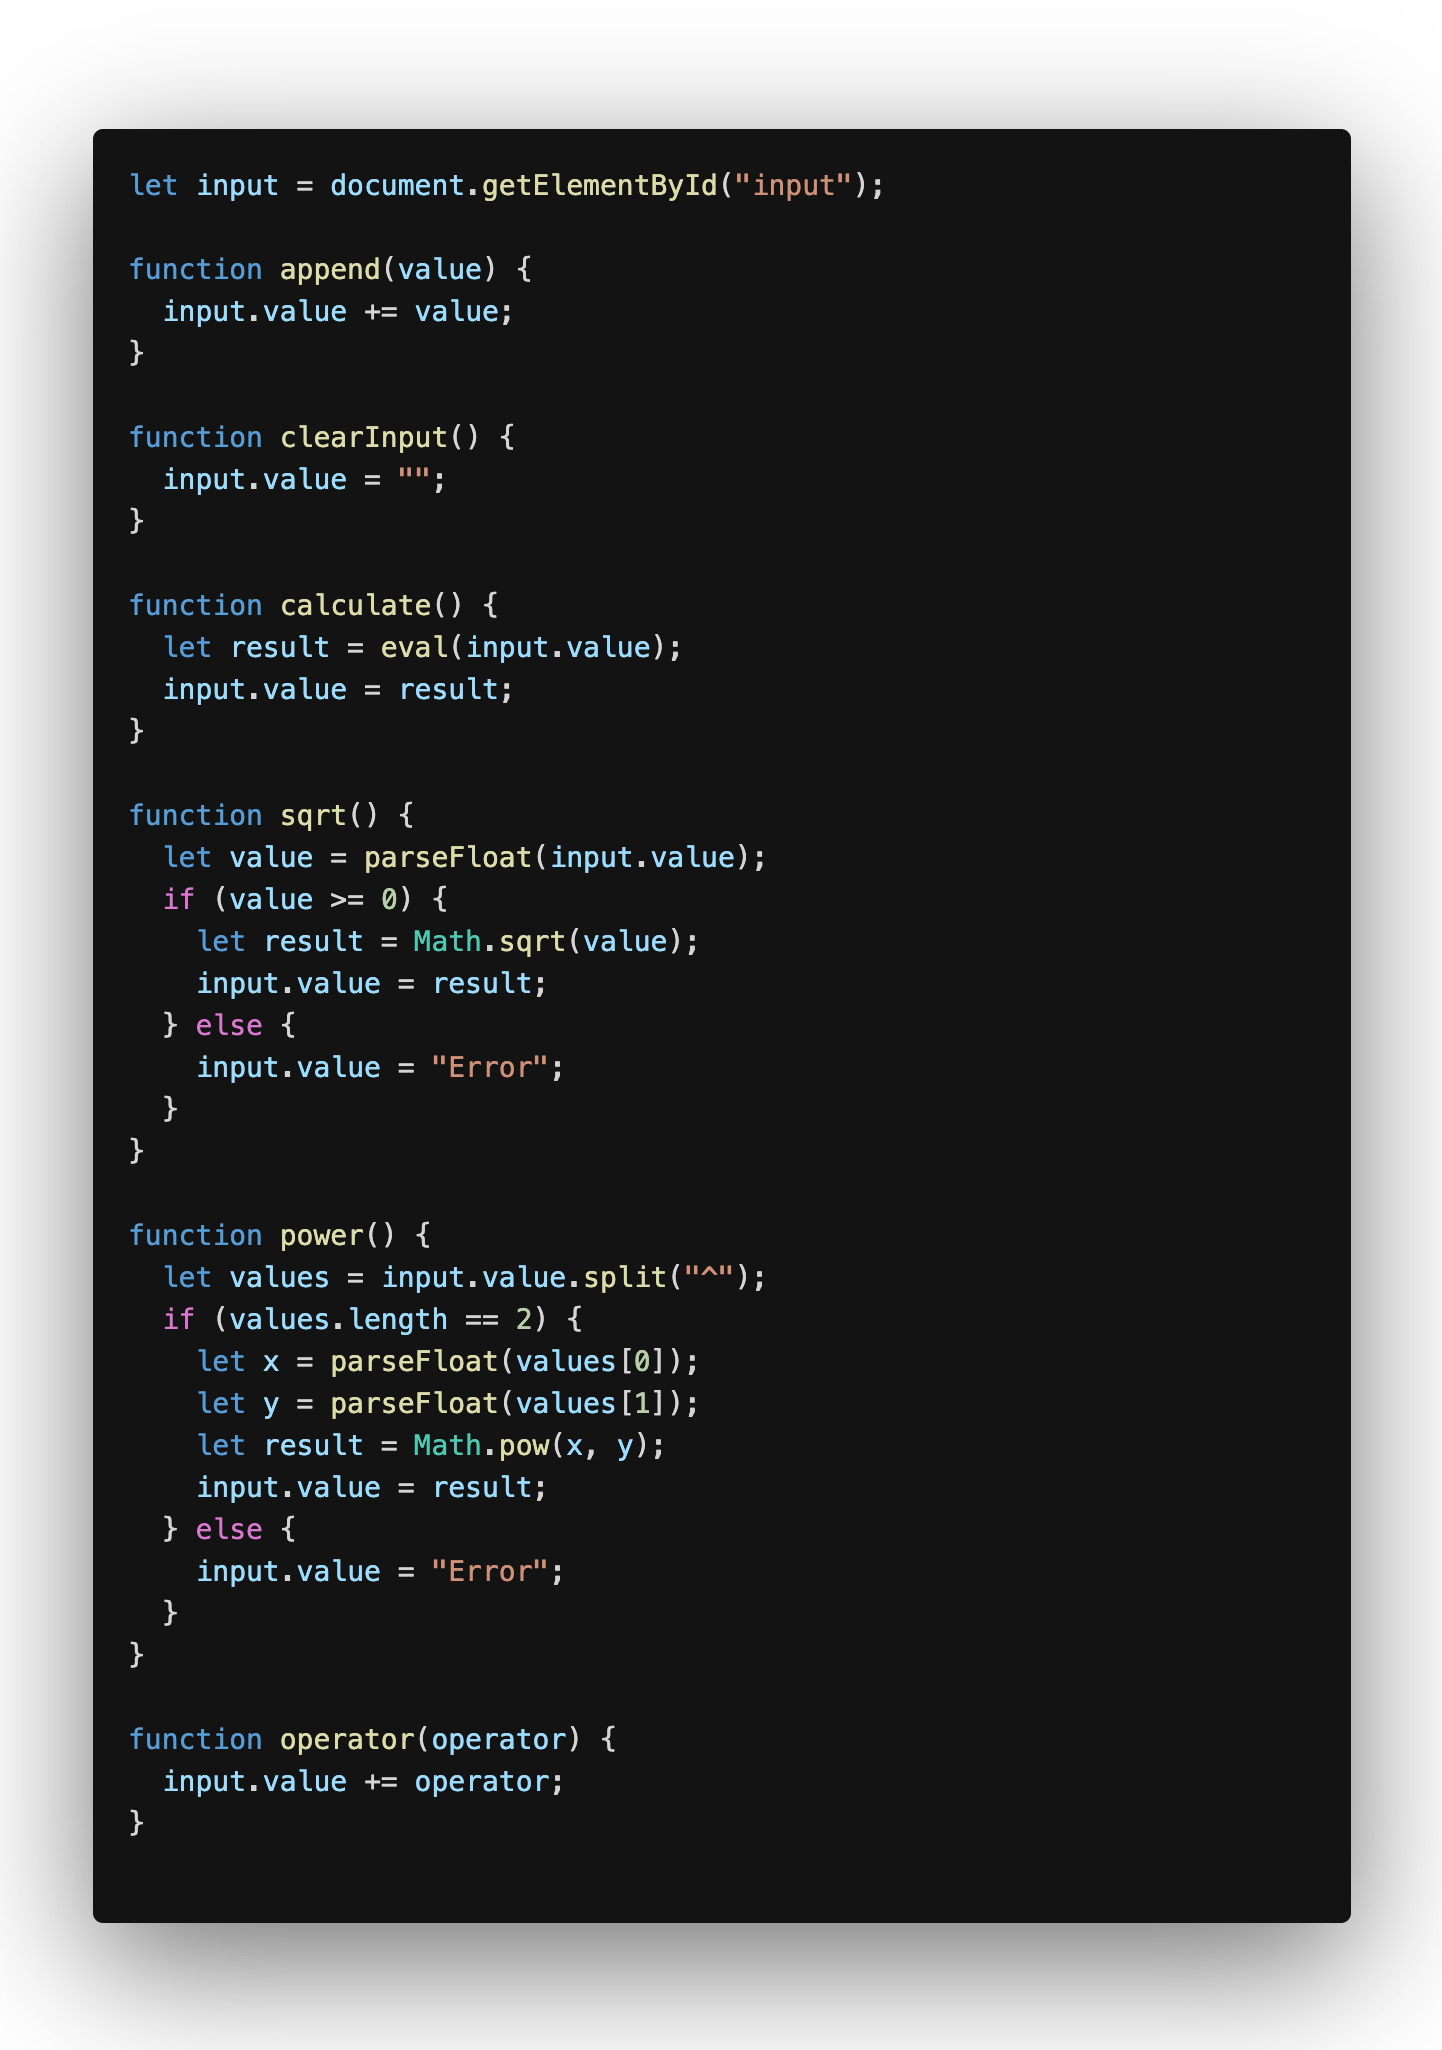 let input = document.getElementById("input");

function append(value) {
  input.value += value;
}

function clearInput() {
  input.value = "";
}

function calculate() {
  let result = eval(input.value);
  input.value = result;
}

function sqrt() {
  let value = parseFloat(input.value);
  if (value >= 0) {
    let result = Math.sqrt(value);
    input.value = result;
  } else {
    input.value = "Error";
  }
}

function power() {
  let values = input.value.split("^");
  if (values.length == 2) {
    let x = parseFloat(values[0]);
    let y = parseFloat(values[1]);
    let result = Math.pow(x, y);
    input.value = result;
  } else {
    input.value = "Error";
  }
}

function operator(operator) {
  input.value += operator;
}